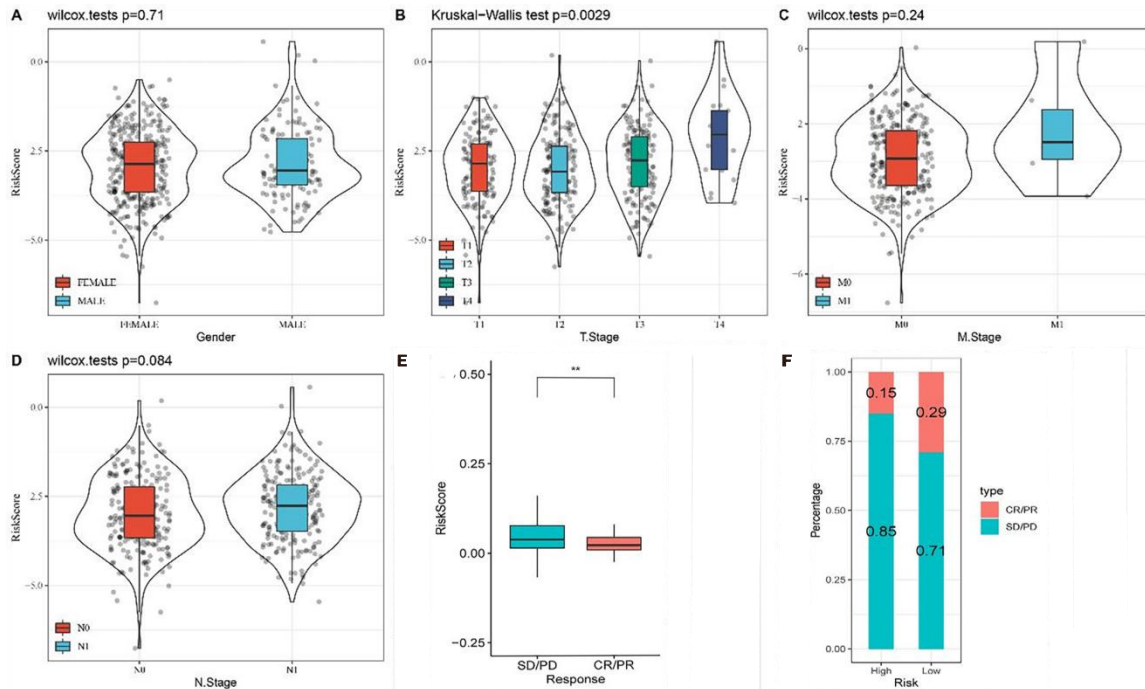 A wilcox.tests p=0.71
0.0
2.5
-5.0
RiskScore
FEMALE
MALE
FEMALE MALE
Gender
B Kruskal-Wallis test p=0.0029
0.0
2.5
-5.0
RiskScore
T1
T2
T3
T4
T1 T2 T3 T4
T.Stage
C wilcox.tests p=0.24
0
2
-4
-6
RiskScore
M0
M1
M0 M1
M.Stage
D wilcox.tests p=0.084
0.0
2.5
-5.0
RiskScore
N0
N1
N0 N1
N.Stage
E
**
0.50
0.25
0.00
-0.25
RiskScore
SD/PD CR/PR
Response
F
1.00
0.75
0.50
0.25
0.00
Percentage
0.15 0.29
0.85 0.71
High Low
Risk
type
CR/PR
SD/PD